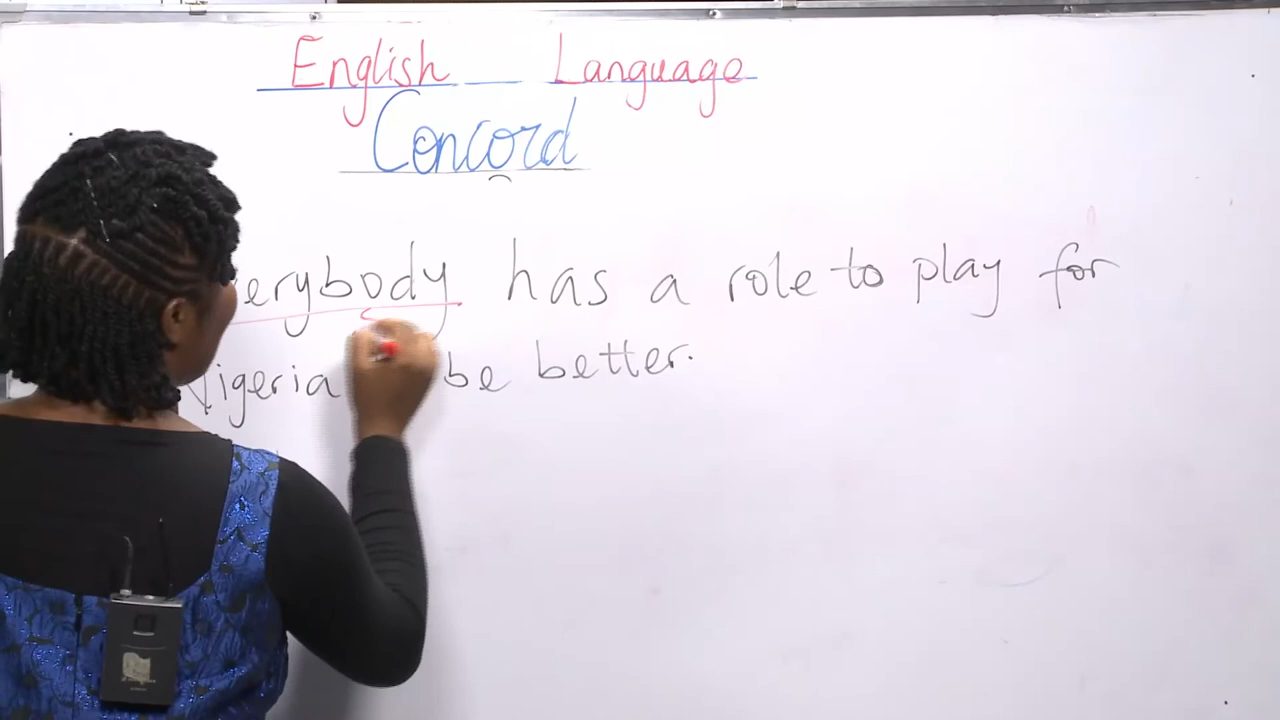 English Language
Concord
erybody has a role to play for
Nigeria be better.